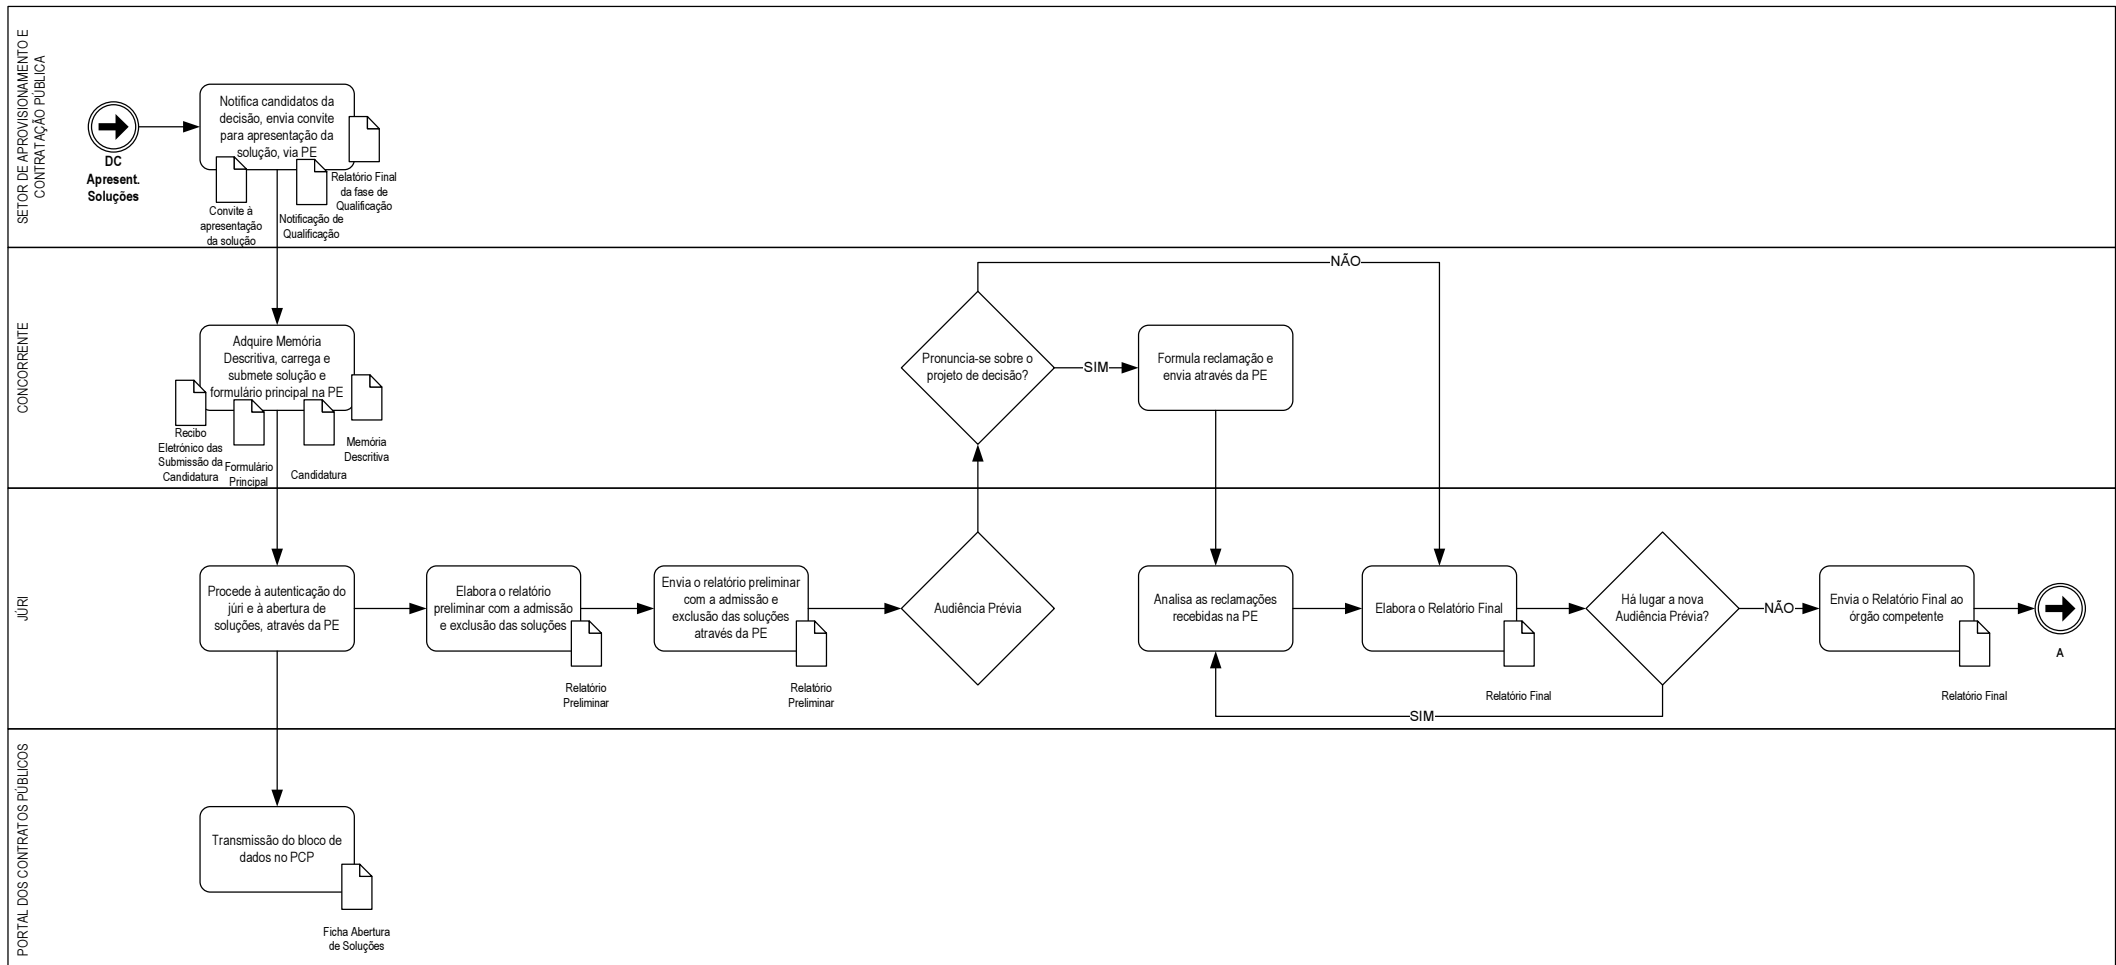 SETOR DE APROVISIONAMENTO E
CONTRATAÇÃO PÚBLICA
DC
Apresent.
Soluções
Notifica candidatos da
decisão, envia convite
para apresentação da
solução, via PE
Convite à
apresentação
da solução
Notificação de
Qualificação
Relatório Final
da fase de
Qualificação
CONCORRENTE
Adquire Memória
Descritiva, carrega e
submete solução e
formulário principal na PE
Recibo
Eletrónico das
Submissão da
Candidatura
Formulário
Principal
Candidatura
Memória
Descritiva
Pronuncia-se sobre o
projeto de decisão?
NÃO
SIM
Formula reclamação e
envia através da PE
JÚRI
Procede à autenticação do
júri e à abertura de
soluções, através da PE
Elabora o relatório
preliminar com a admissão
e exclusão das soluções
Relatório
Preliminar
Envia o relatório preliminar
com a admissão e
exclusão das soluções
através da PE
Relatório
Preliminar
Audiência Prévia
Analisa as reclamações
recebidas na PE
Elabora o Relatório Final
Relatório Final
Há lugar a nova
Audiência Prévia?
SIM
NÃO
Envia o Relatório Final ao
órgão competente
Relatório Final
A
PORTAL DOS CONTRATOS PÚBLICOS
Transmissão do bloco de
dados no PCP
Ficha Abertura
de Soluções